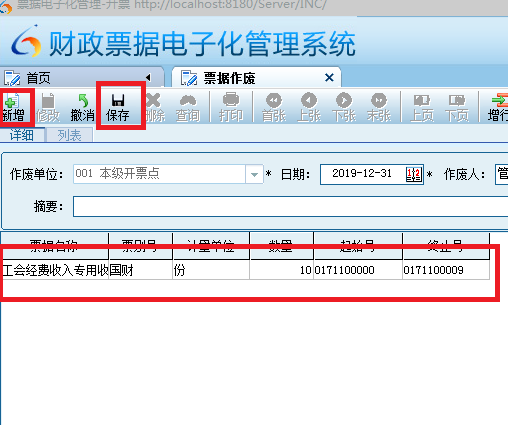 票据电子化管理-开票 http://localhost:8180/Server/INC/
财政票据电子化管理系统
首页 票据作废
新增 修改 撤消 保存 删除 查询 打印 首张 上张 下张 末张 上页 下页 增行
详细 列表
作废单位: 001 本级开票点 * 日期: 2019-12-31 * 作废人: 管
摘要:
票据名称 票别号 计量单位 数量 起始号 终止号
工会经费收入专用收 国财 份 10 0171100000 0171100009